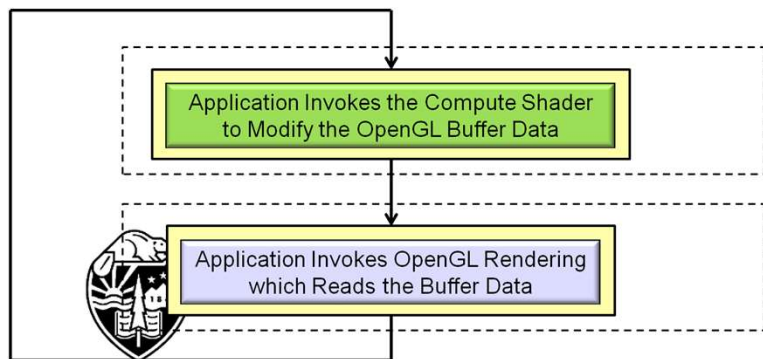 Application Invokes the Compute Shader
to Modify the OpenGL Buffer Data
Application Invokes OpenGL Rendering
which Reads the Buffer Data